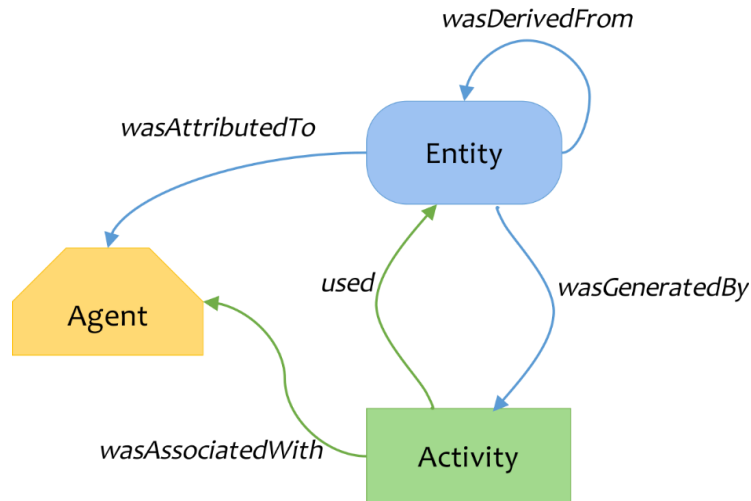 wasDerivedFrom
wasAttributedTo
Entity
used
wasGeneratedBy
Agent
wasAssociatedWith
Activity